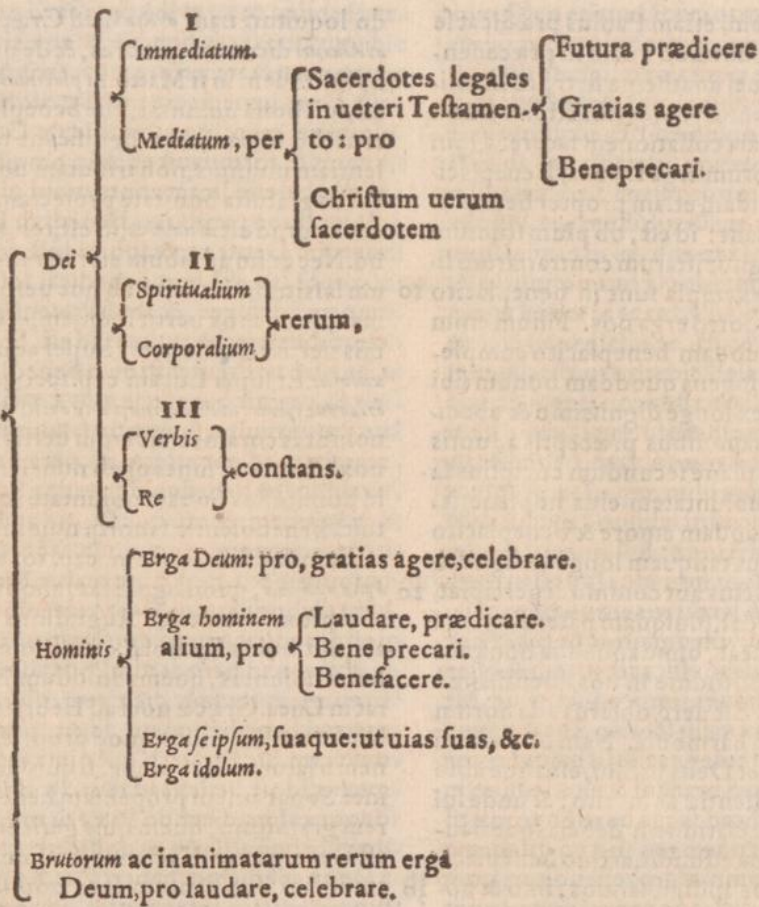 I
Immediatum.
Mediatum, per
Sacerdotes legales
in ueteri Teſtamen-
to: pro
Futura prædicere
Gratias agere
Beneprecari.
Chriſtum uerum
ſacerdotem
Dei
II
Spiritualium
Corporalium
rerum,
III
Verbis
Re
conſtans.
Hominis
Erga Deum: pro, gratias agere, celebrare.
Erga hominem
alium, pro
Laudare, prædicare.
Bene precari.
Benefacere.
Erga ſe ipſum, ſuaque: ut uias ſuas, &c.
Erga idolum.
Brutorum ac inanimatarum rerum erga
Deum, pro laudare, celebrare.